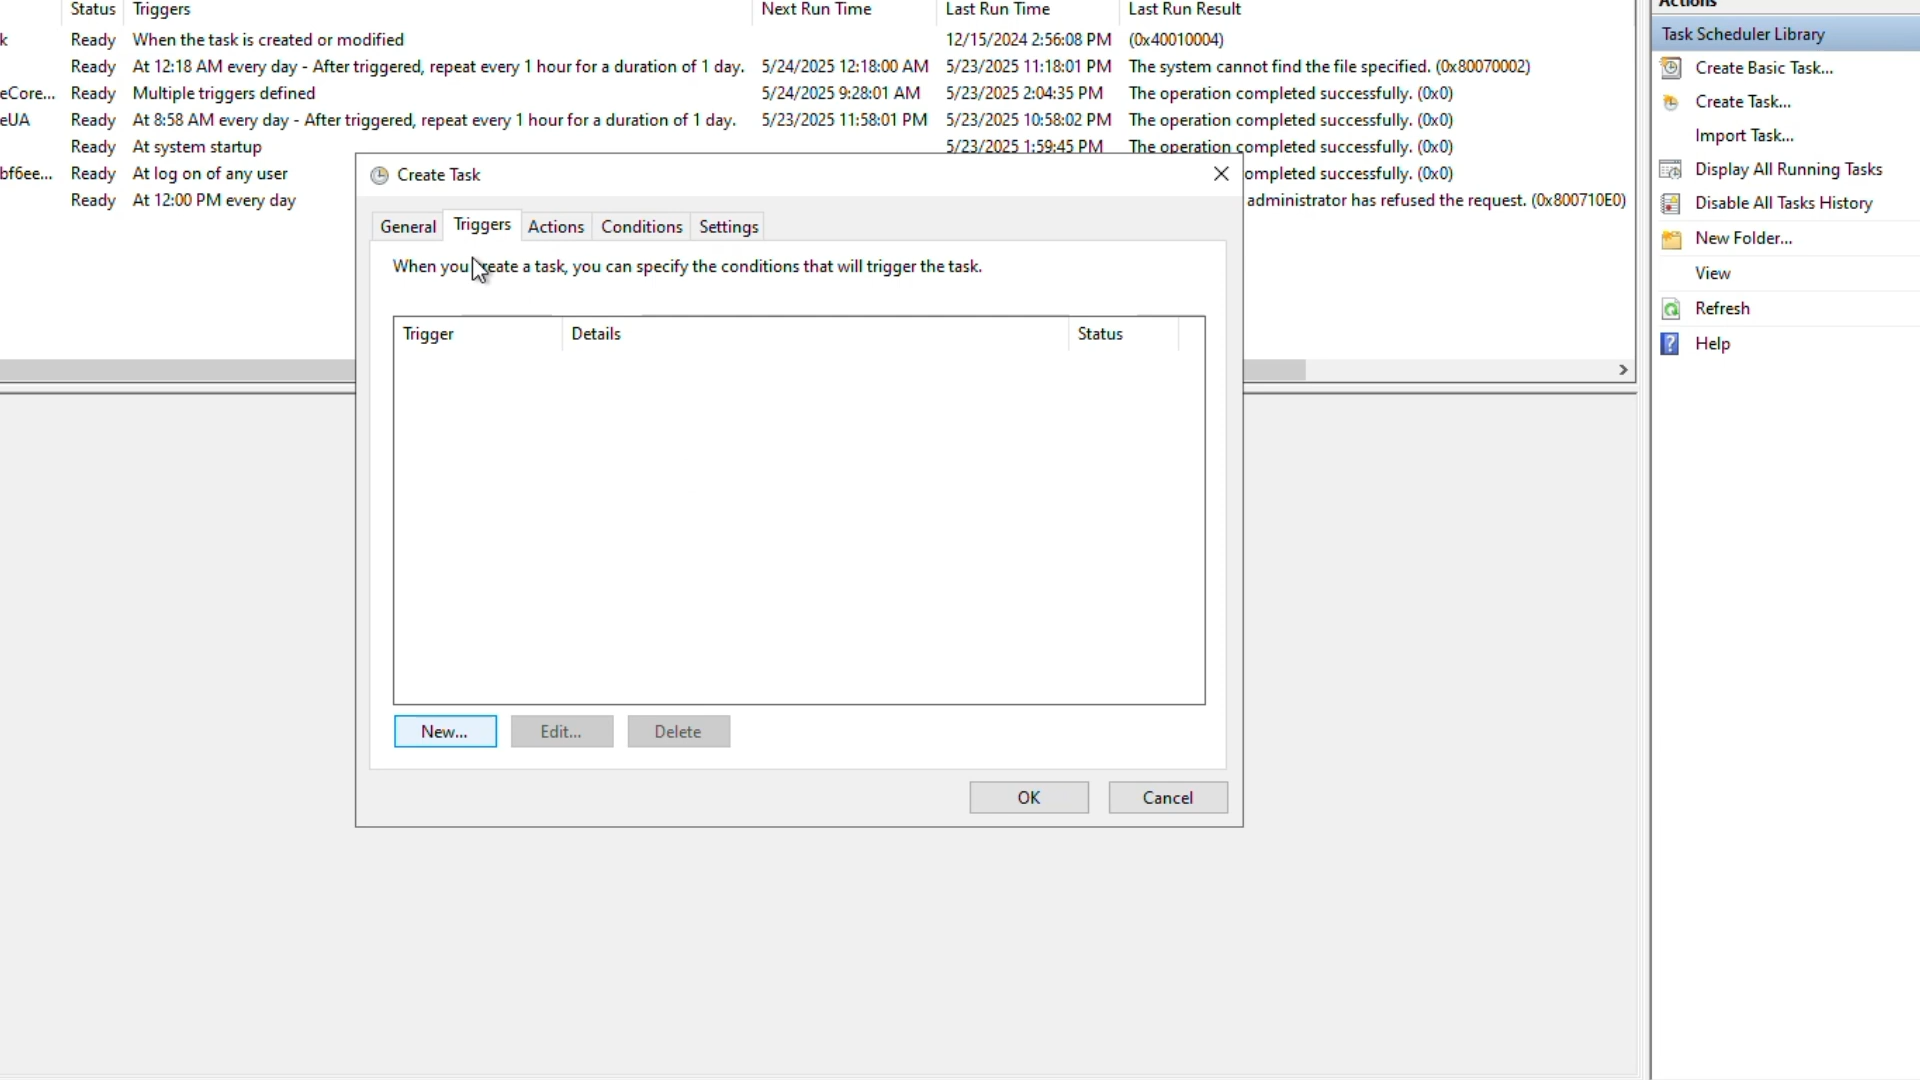 Status Triggers Next Run Time Last Run Time Last Run Result
k Ready When the task is created or modified 12/15/2024 2:56:08 PM (0x40010004)
Ready At 12:18 AM every day - After triggered, repeat every 1 hour for a duration of 1 day. 5/24/2025 12:18:00 AM 5/23/2025 11:18:01 PM The system cannot find the file specified. (0x80070002)
eCore... Ready Multiple triggers defined 5/24/2025 9:28:01 AM 5/23/2025 2:04:35 PM The operation completed successfully. (0x0)
eUA Ready At 8:58 AM every day - After triggered, repeat every 1 hour for a duration of 1 day. 5/23/2025 11:58:01 PM 5/23/2025 10:58:02 PM The operation completed successfully. (0x0)
Ready At system startup 5/23/2025 1:59:45 PM The operation completed successfully. (0x0)
bf6ee... Ready At log on of any user ompleted successfully. (0x0)
Ready At 12:00 PM every day administrator has refused the request. (0x800710E0)
Create Task
General Triggers Actions Conditions Settings
When you create a task, you can specify the conditions that will trigger the task.
Trigger Details Status
New... Edit... Delete
OK Cancel
Actions
Task Scheduler Library
Create Basic Task...
Create Task...
Import Task...
Display All Running Tasks
Disable All Tasks History
New Folder...
View
Refresh
Help